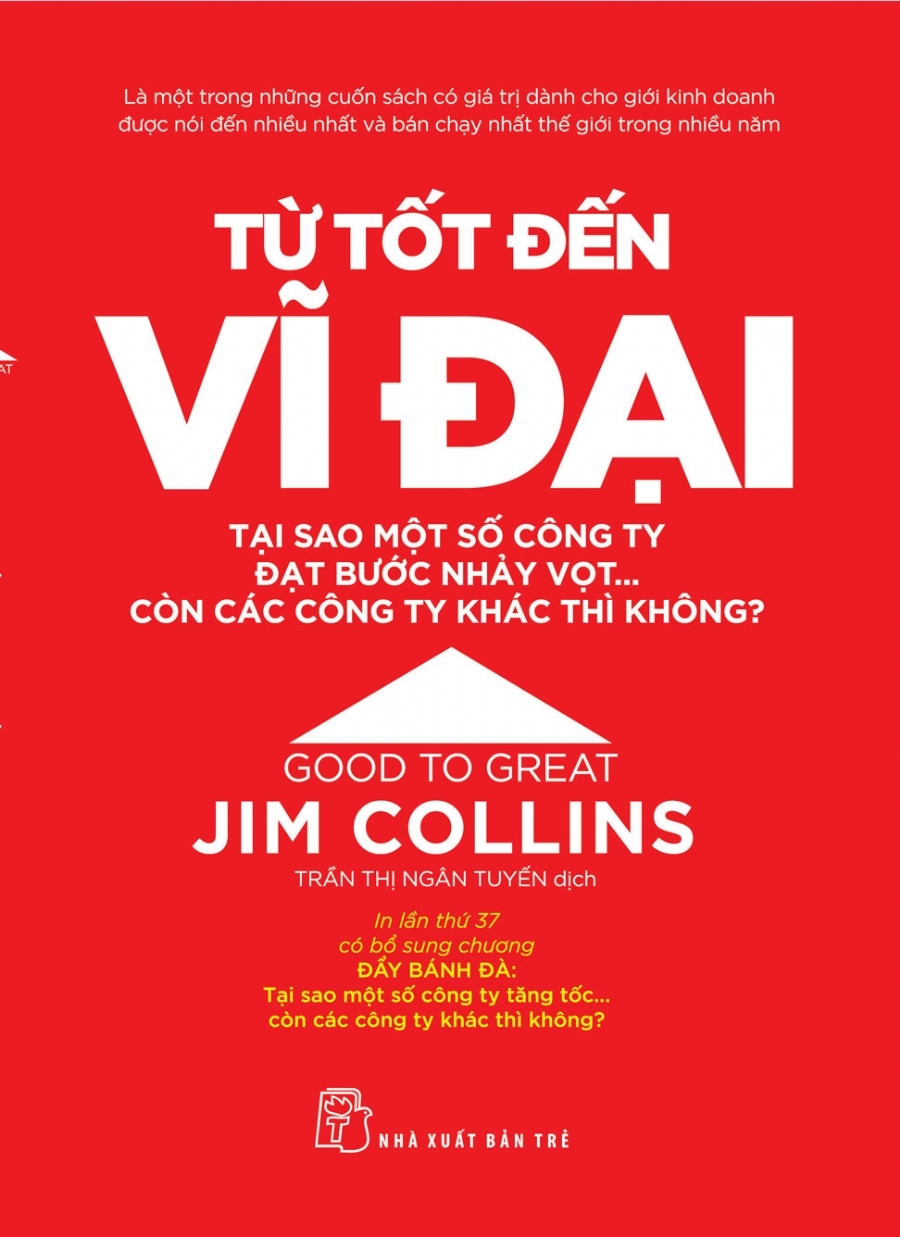 Là một trong những cuốn sách có giá trị dành cho giới kinh doanh
được nói đến nhiều nhất và bán chạy nhất thế giới trong nhiều năm
TỪ TỐT ĐẾN
VĨ ĐẠI
TẠI SAO MỘT SỐ CÔNG TY
ĐẠT BƯỚC NHẢY VỌT...
CÒN CÁC CÔNG TY KHÁC THÌ KHÔNG?
GOOD TO GREAT
JIM COLLINS
TRẦN THỊ NGÂN TUYẾN dịch
In lần thứ 37
có bổ sung chương
ĐẨY BÁNH ĐÀ:
Tại sao một số công ty tăng tốc...
còn các công ty khác thì không?
T
NHÀ XUẤT BẢN TRẺ